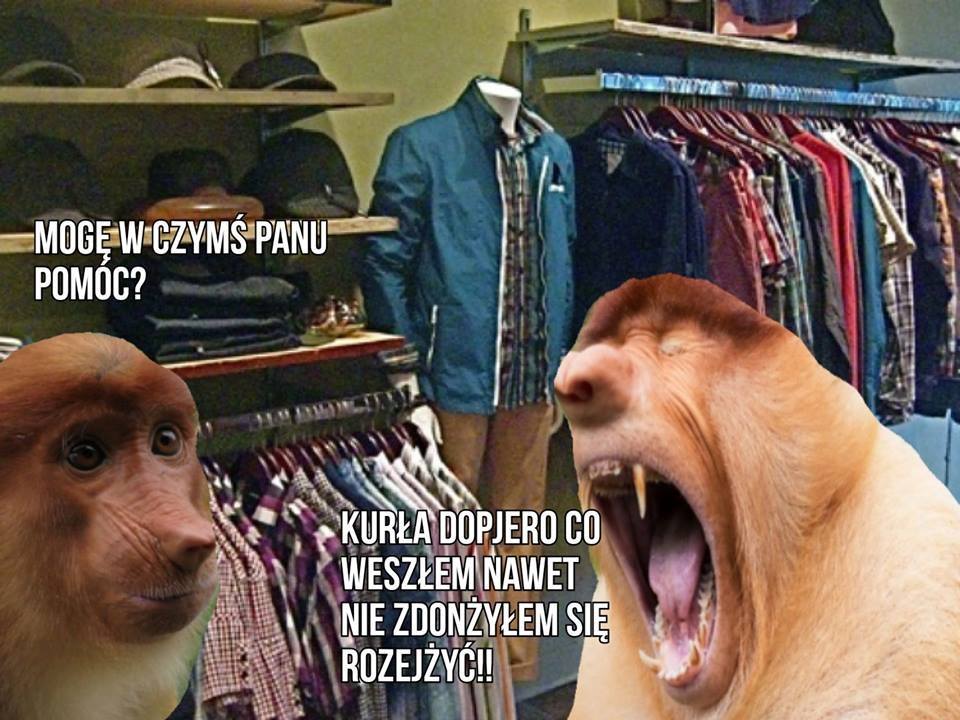 MOGĘ W CZYMŚ PANU
POMÓC?
KURŁA DOPJERO CO
WESZŁEM NAWET
NIE ZDONŻYŁEM SIĘ
ROZEJŻYĆ!!